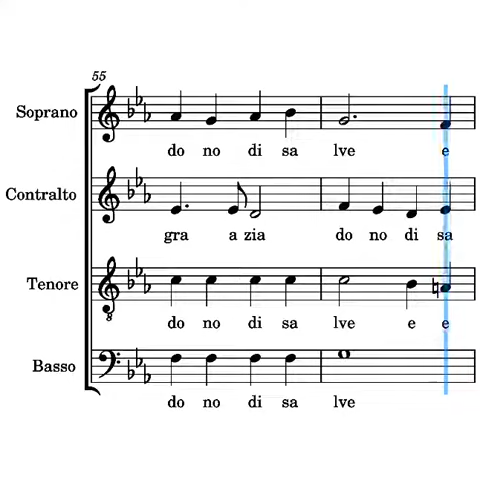 55
Soprano
do no di sa lve e
Contralto
gra a zia do no di sa
Tenore
8
do no di sa lve e e
Basso
do no di sa lve